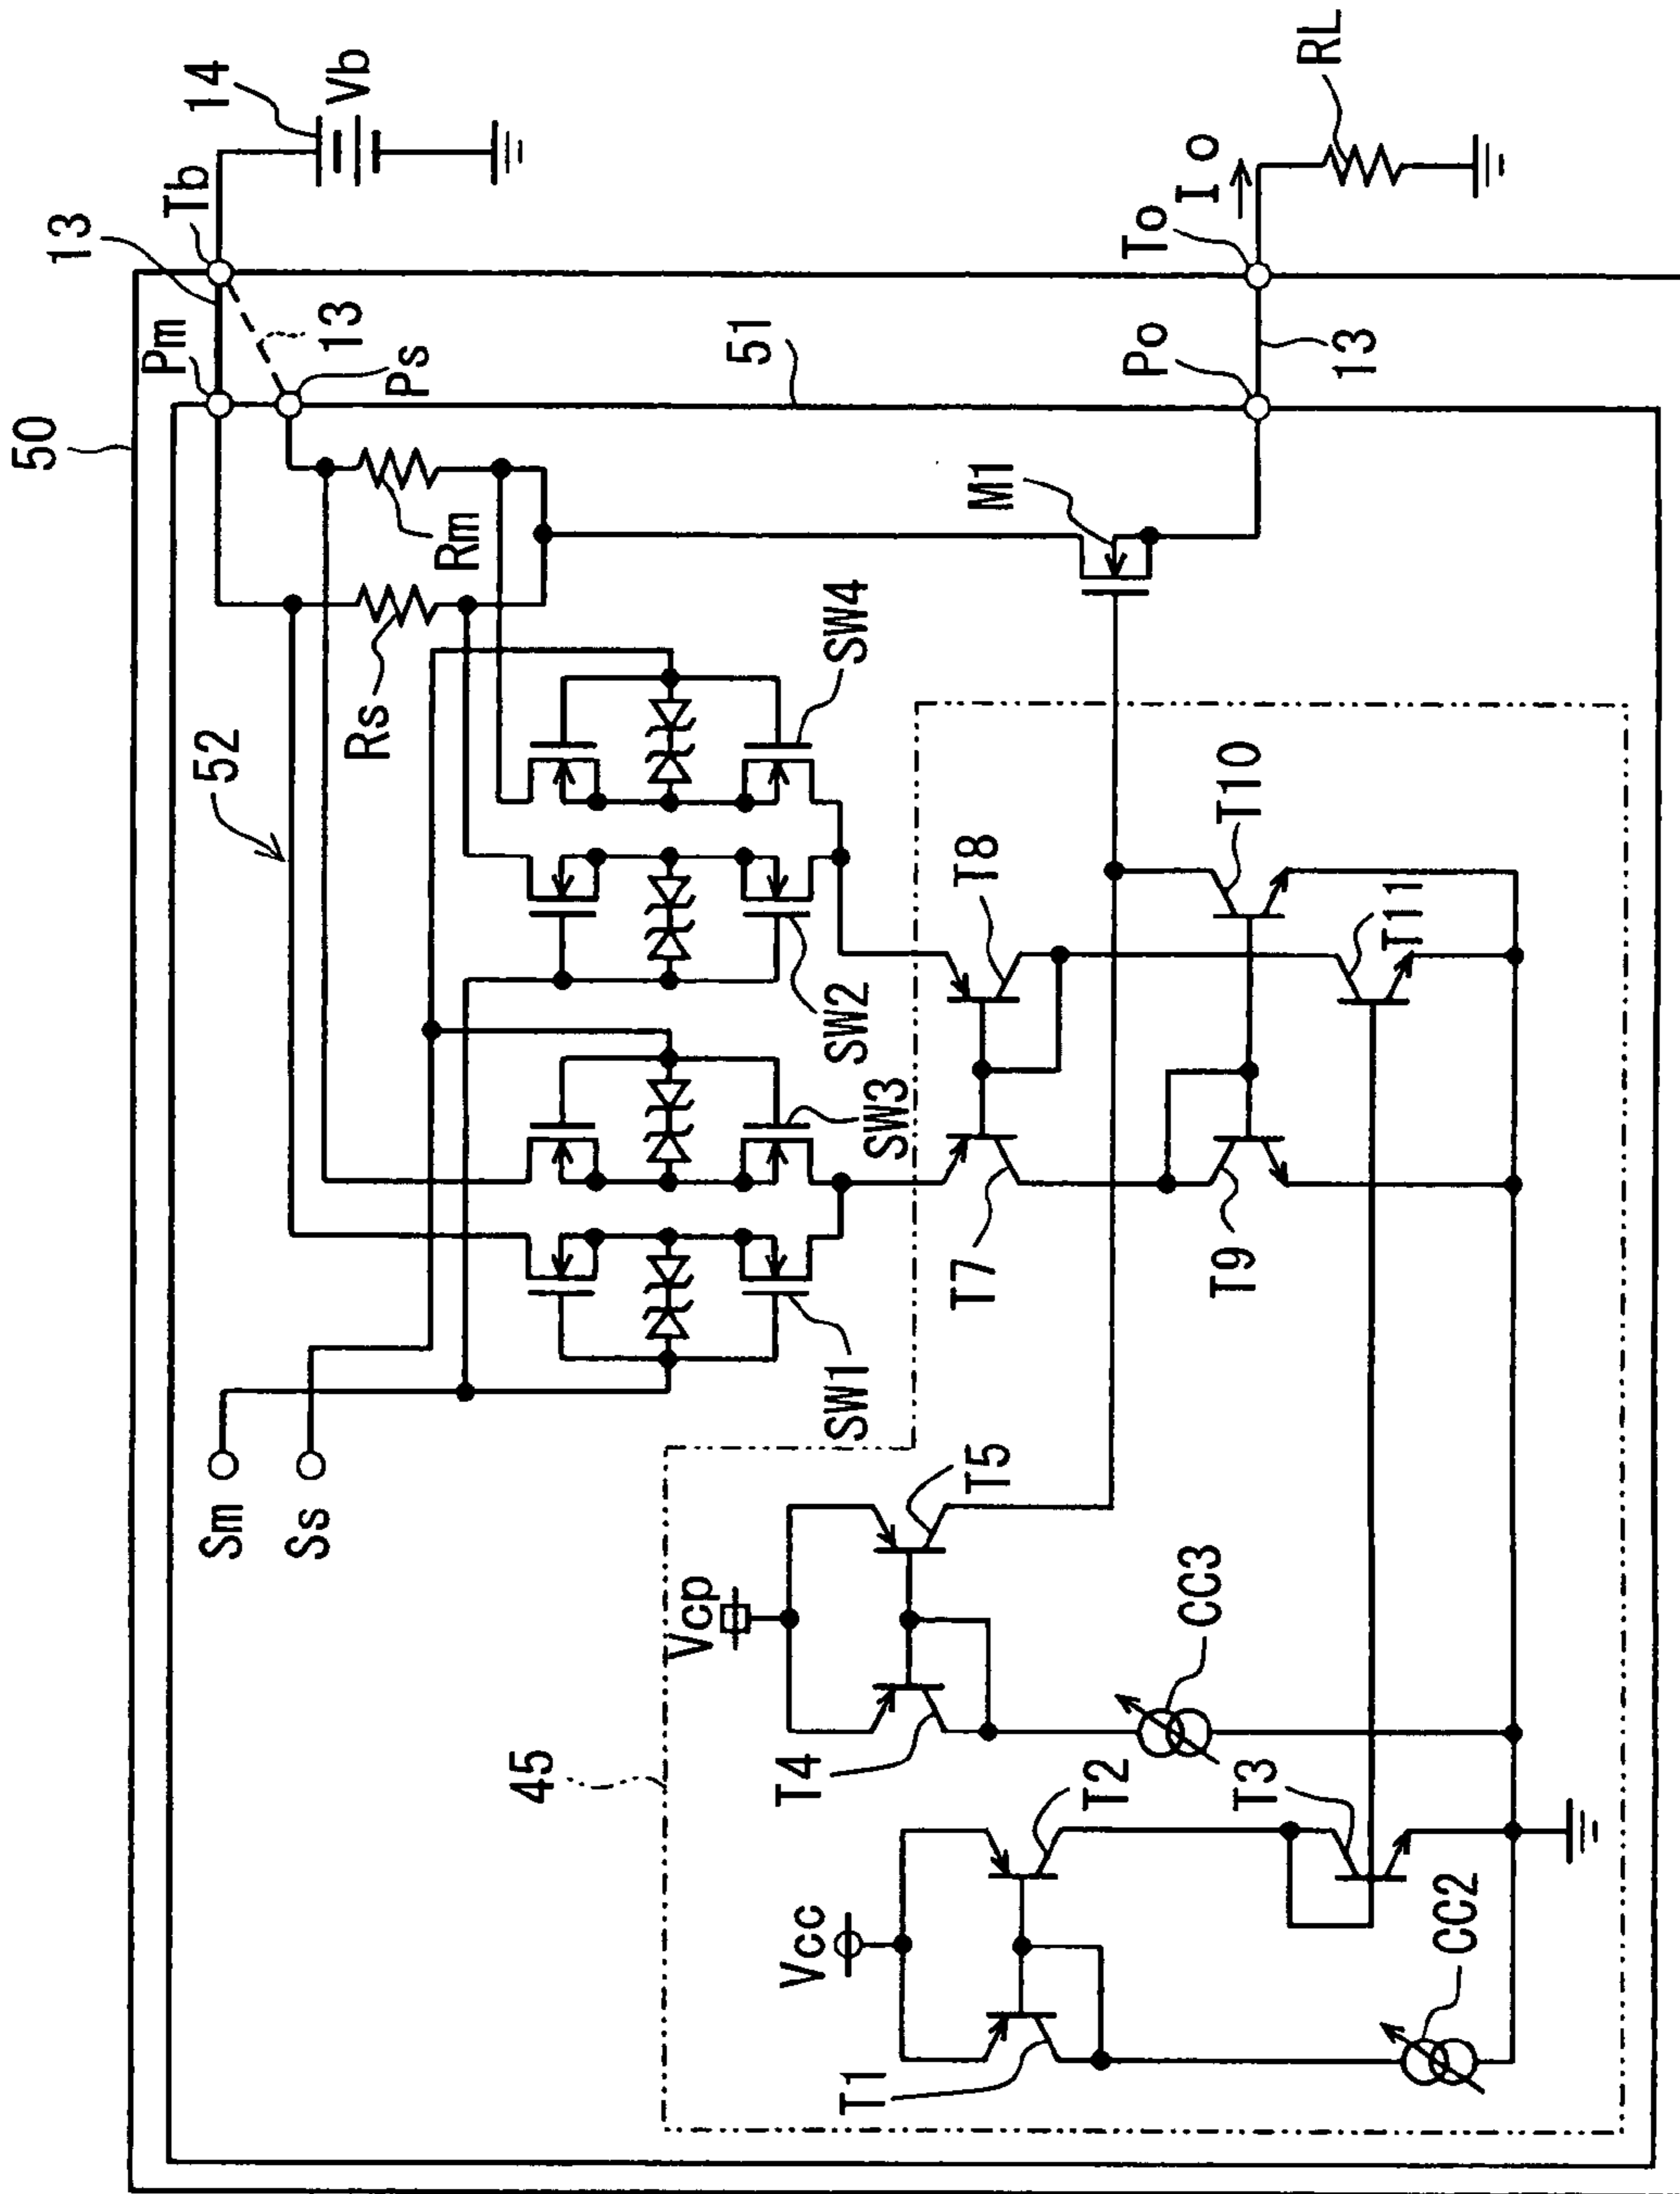 50
13
14
Tb
Vb
Pm
13
Ps
51
52
Rs
Rm
Sm
Ss
SW1
SW3
SW2
SW4
M1
Po
To
Io
RL
13
45
Vcc
Vcp
T1
T2
T3
T4
T5
CC2
CC3
T7
T8
T9
T10
T11